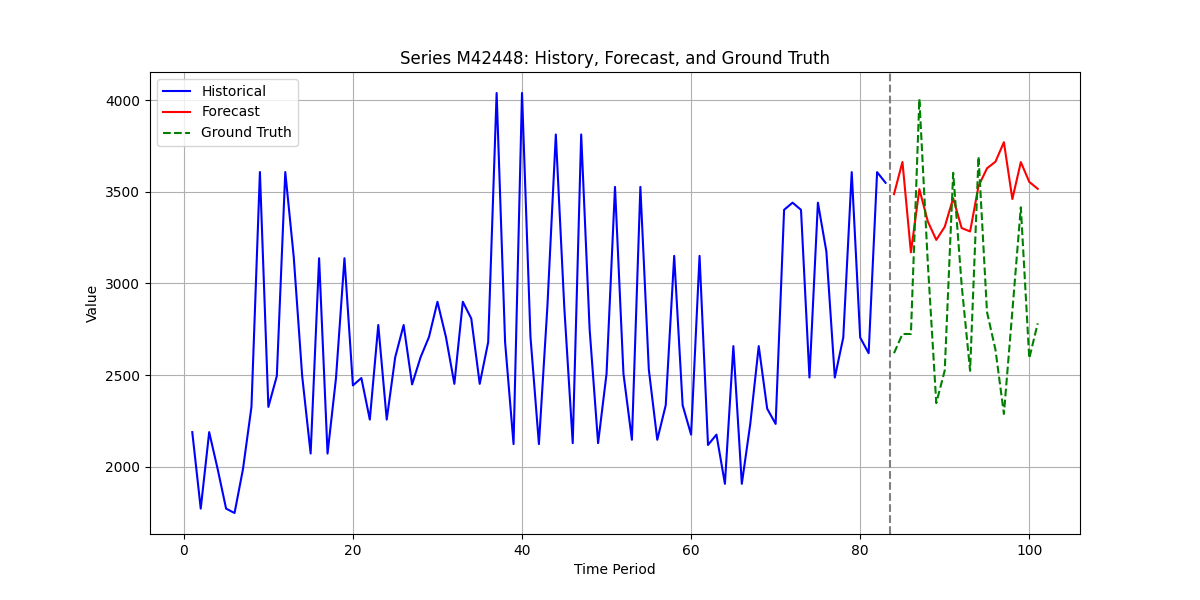 Series M42448: History, Forecast, and Ground Truth
Historical
Forecast
Ground Truth
4000
3500
3000
2500
2000
Value
0 20 40 60 80 100
Time Period